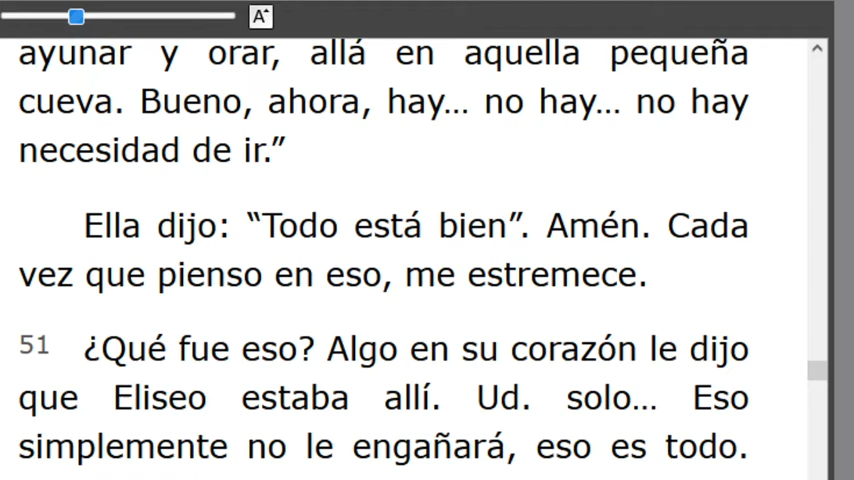 A
ayunar y orar, allá en aquella pequeña
cueva. Bueno, ahora, hay… no hay… no hay
necesidad de ir.”
Ella dijo: “Todo está bien”. Amén. Cada
vez que pienso en eso, me estremece.
51 ¿Qué fue eso? Algo en su corazón le dijo
que Eliseo estaba allí. Ud. solo… Eso
simplemente no le engañará, eso es todo.